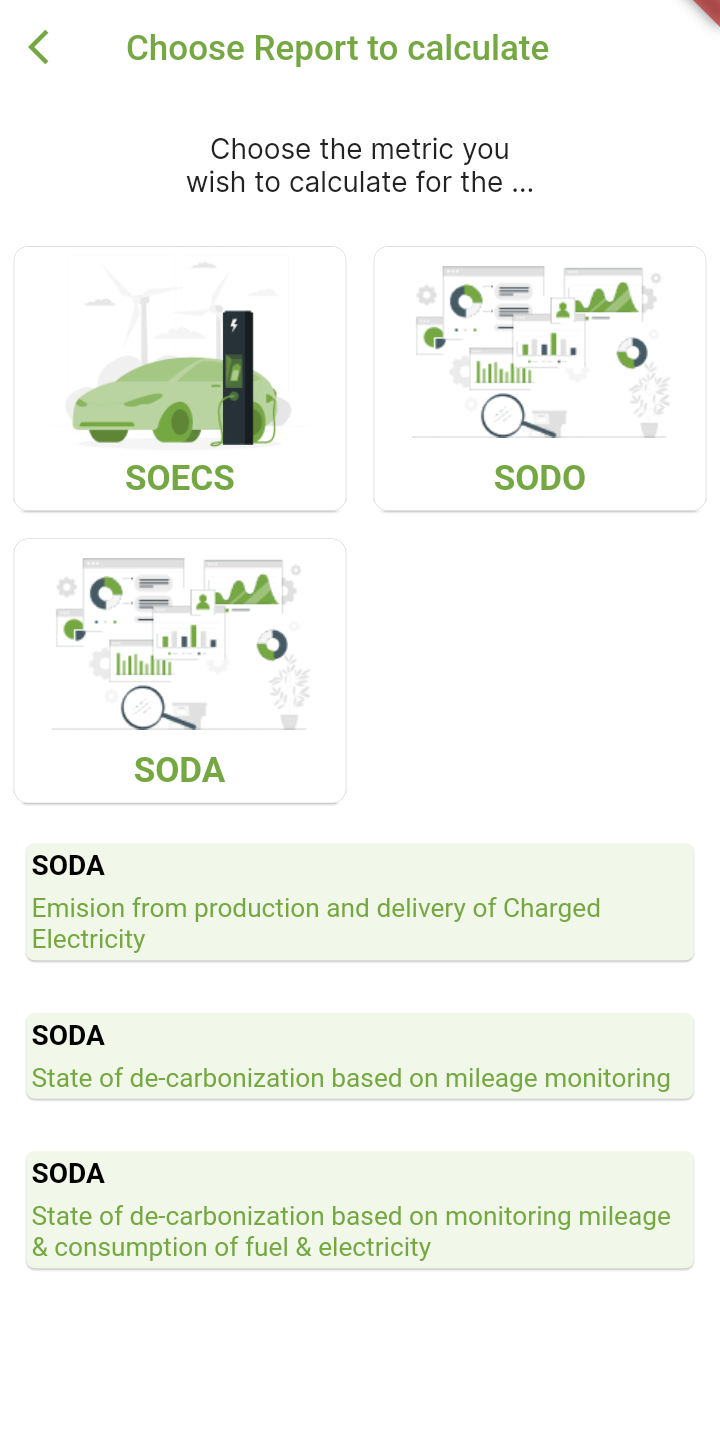 Choose Report to calculate
Choose the metric you
wish to calculate for the ...
SOECS
SODO
SODA
SODA
Emision from production and delivery of Charged
Electricity
SODA
State of de-carbonization based on mileage monitoring
SODA
State of de-carbonization based on monitoring mileage
& consumption of fuel & electricity